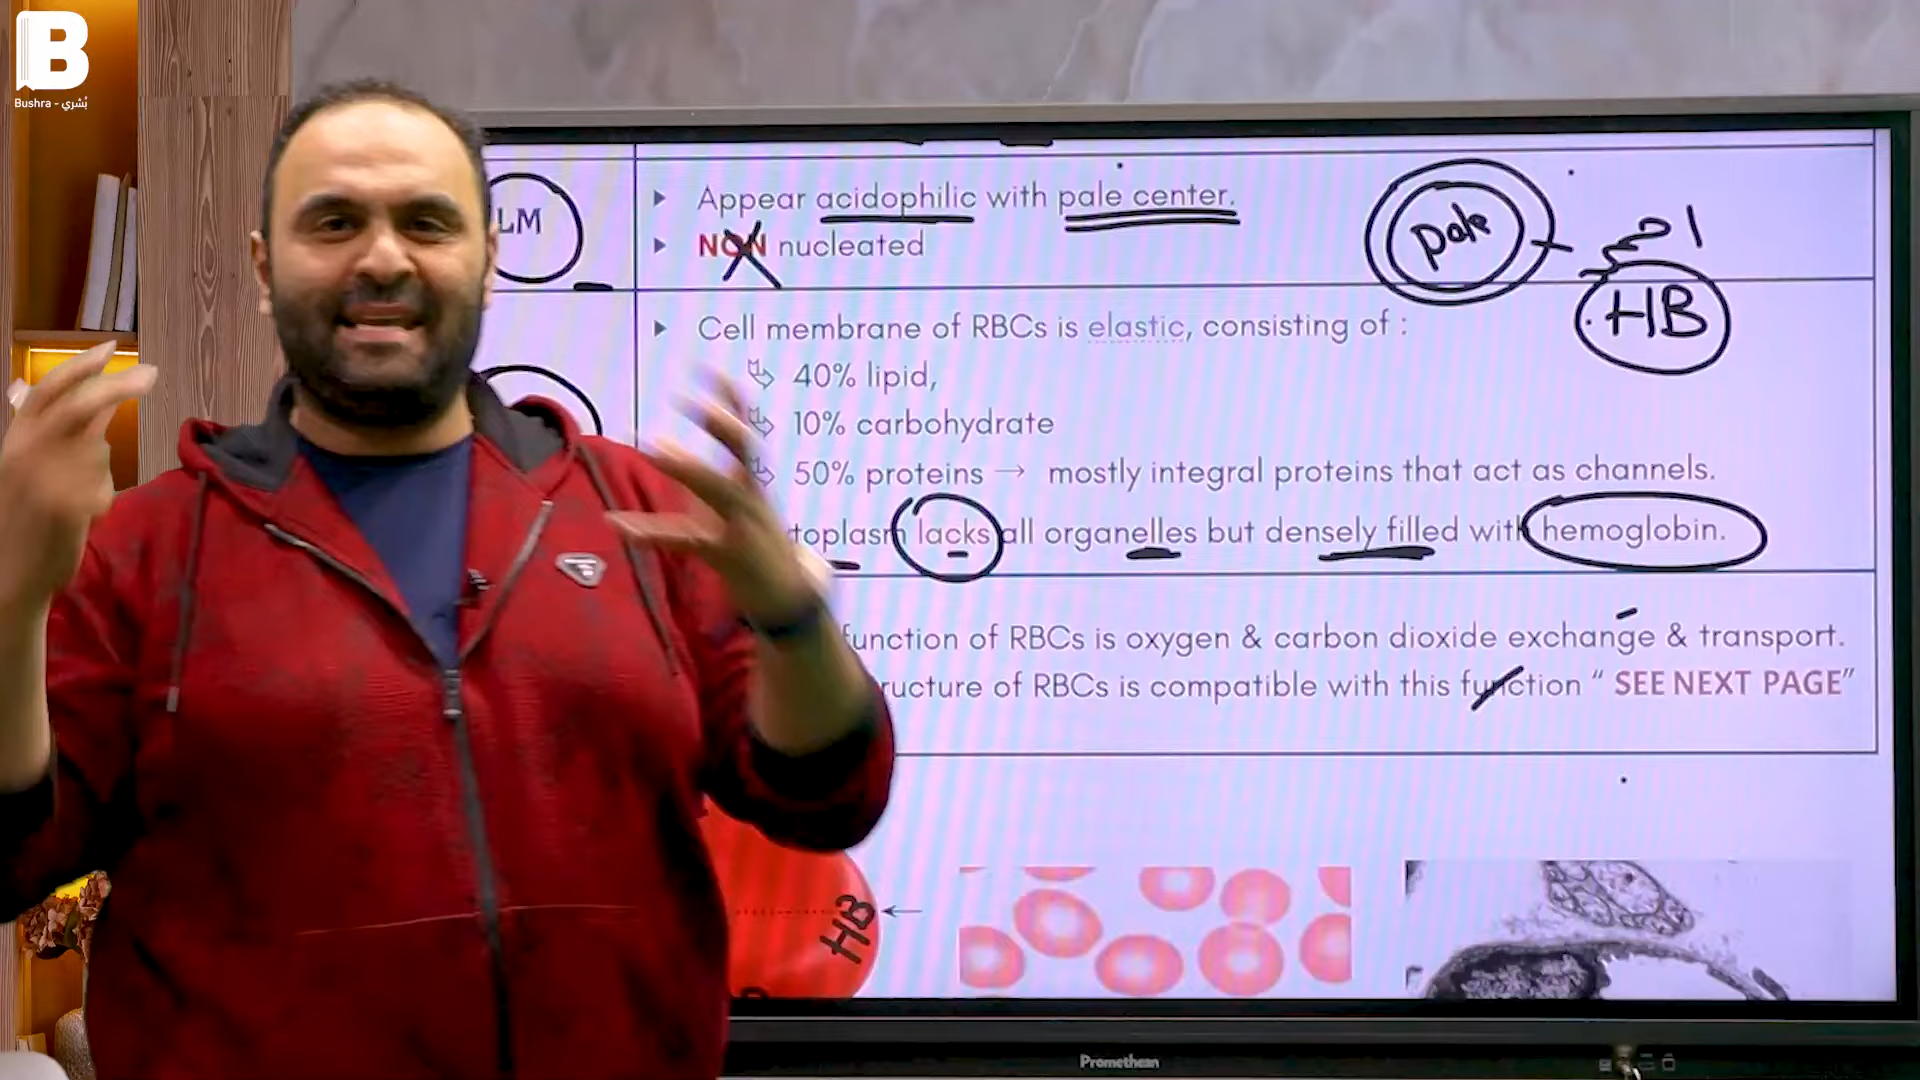 B
Bushra - بُشري
LM
Appear acidophilic with pale center.
NON nucleated
pale
HB
Cell membrane of RBCs is elastic, consisting of :
40% lipid,
10% carbohydrate
50% proteins → mostly integral proteins that act as channels.
toplasm lacks all organelles but densely filled with hemoglobin.
function of RBCs is oxygen & carbon dioxide exchange & transport.
ructure of RBCs is compatible with this function “ SEE NEXT PAGE”
HB
Promethean